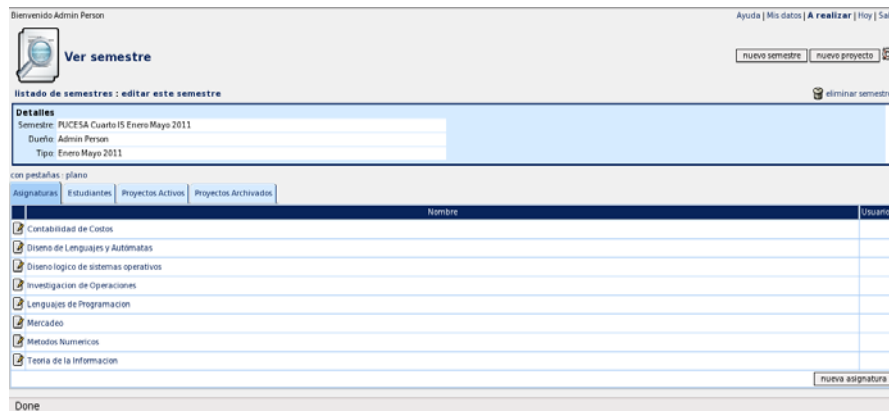 Bienvenido Admin Person
Ayuda | Mis datos | A realizar | Hoy | Sal
Ver semestre
nuevo semestre nuevo proyecto
listado de semestres : editar este semestre
eliminar semestre
Detalles
Semestre: PUCESA Cuarto IS Enero Mayo 2011
Dueño: Admin Person
Tipo: Enero Mayo 2011
con pestañas : plano
Asignaturas Estudiantes Proyectos Activos Proyectos Archivados
Nombre Usuario
Contabilidad de Costos
Diseno de Lenguajes y Autómatas
Diseno logico de sistemas operativos
Investigacion de Operaciones
Lenguajes de Programacion
Mercadeo
Metodos Numericos
Teoria de la Informacion
nueva asignatura
Done